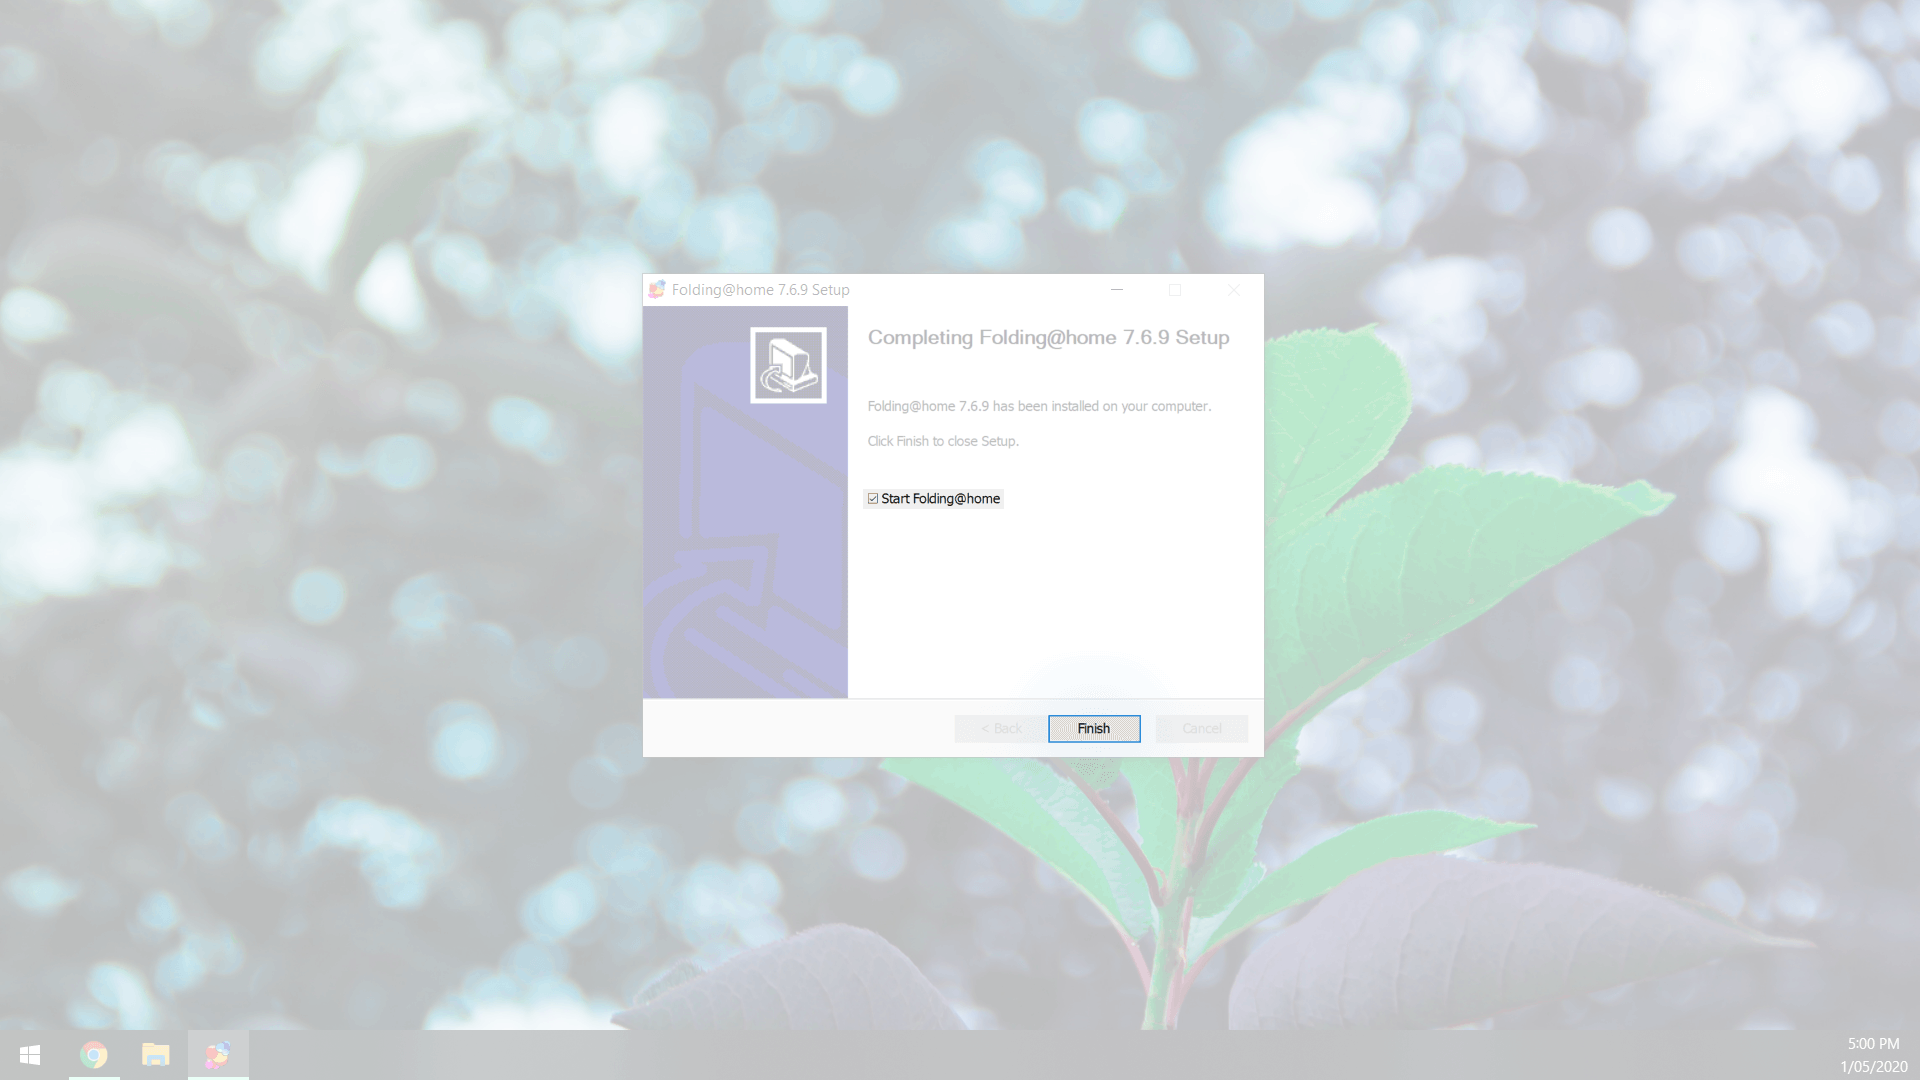 Folding@home 7.6.9 Setup
Completing Folding@home 7.6.9 Setup
Folding@home 7.6.9 has been installed on your computer.
Click Finish to close Setup.
Start Folding@home
< Back
Finish
Cancel
5:00 PM
1/05/2020